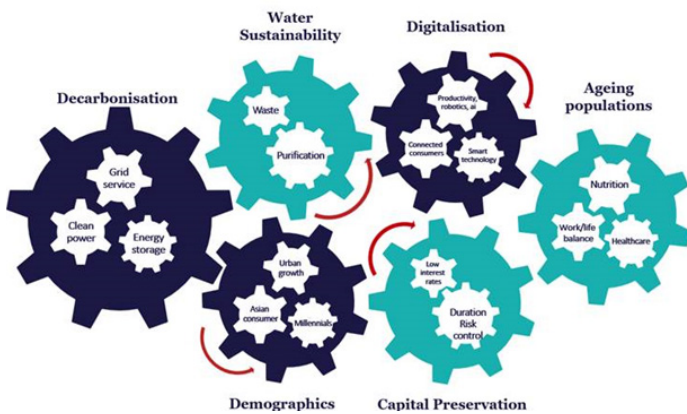 Water
Sustainability
Digitalisation
Decarbonisation
Ageing
populations
Waste
Purification
Productivity,
robotics, ai
Connected
consumers
Smart
technology
Grid
service
Clean
power
Energy
storage
Nutrition
Work/life
balance
Healthcare
Urban
growth
Asian
consumer
Millennials
Low
interest
rates
Duration
Risk
control
Demographics
Capital Preservation